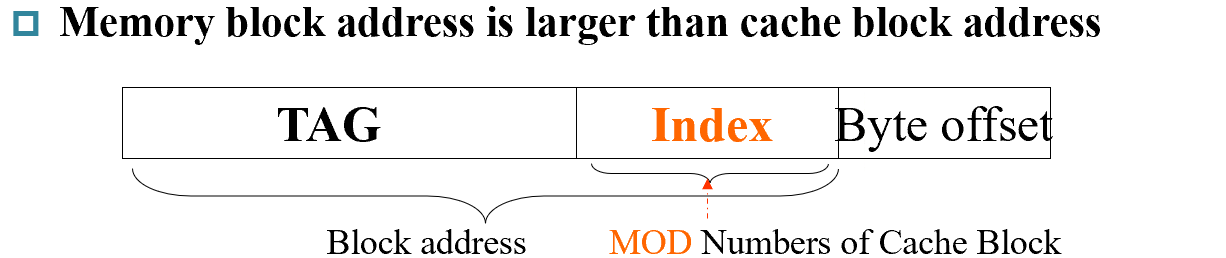 Memory block address is larger than cache block address
TAG Index Byte offset
Block address MOD Numbers of Cache Block